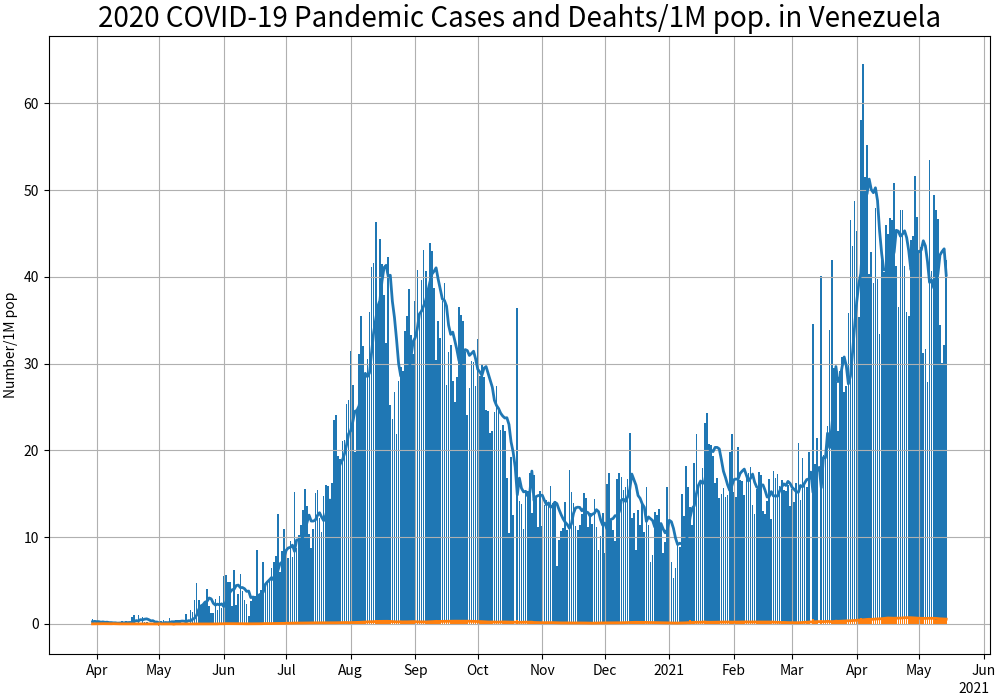 2020 COVID-19 Pandemic Cases and Deahts/1M pop. in Venezuela
Number/1M pop
60
50
40
30
20
10
0
Apr May Jun Jul Aug Sep Oct Nov Dec 2021 Feb Mar Apr May Jun
2021